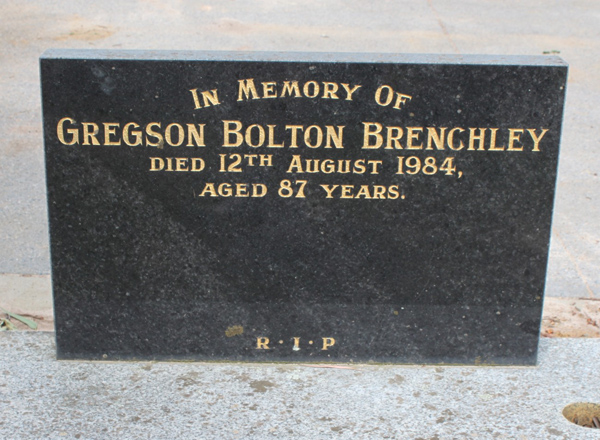 In Memory Of
Gregson Bolton Brenchley
died 12th August 1984,
aged 87 years.
R·I·P